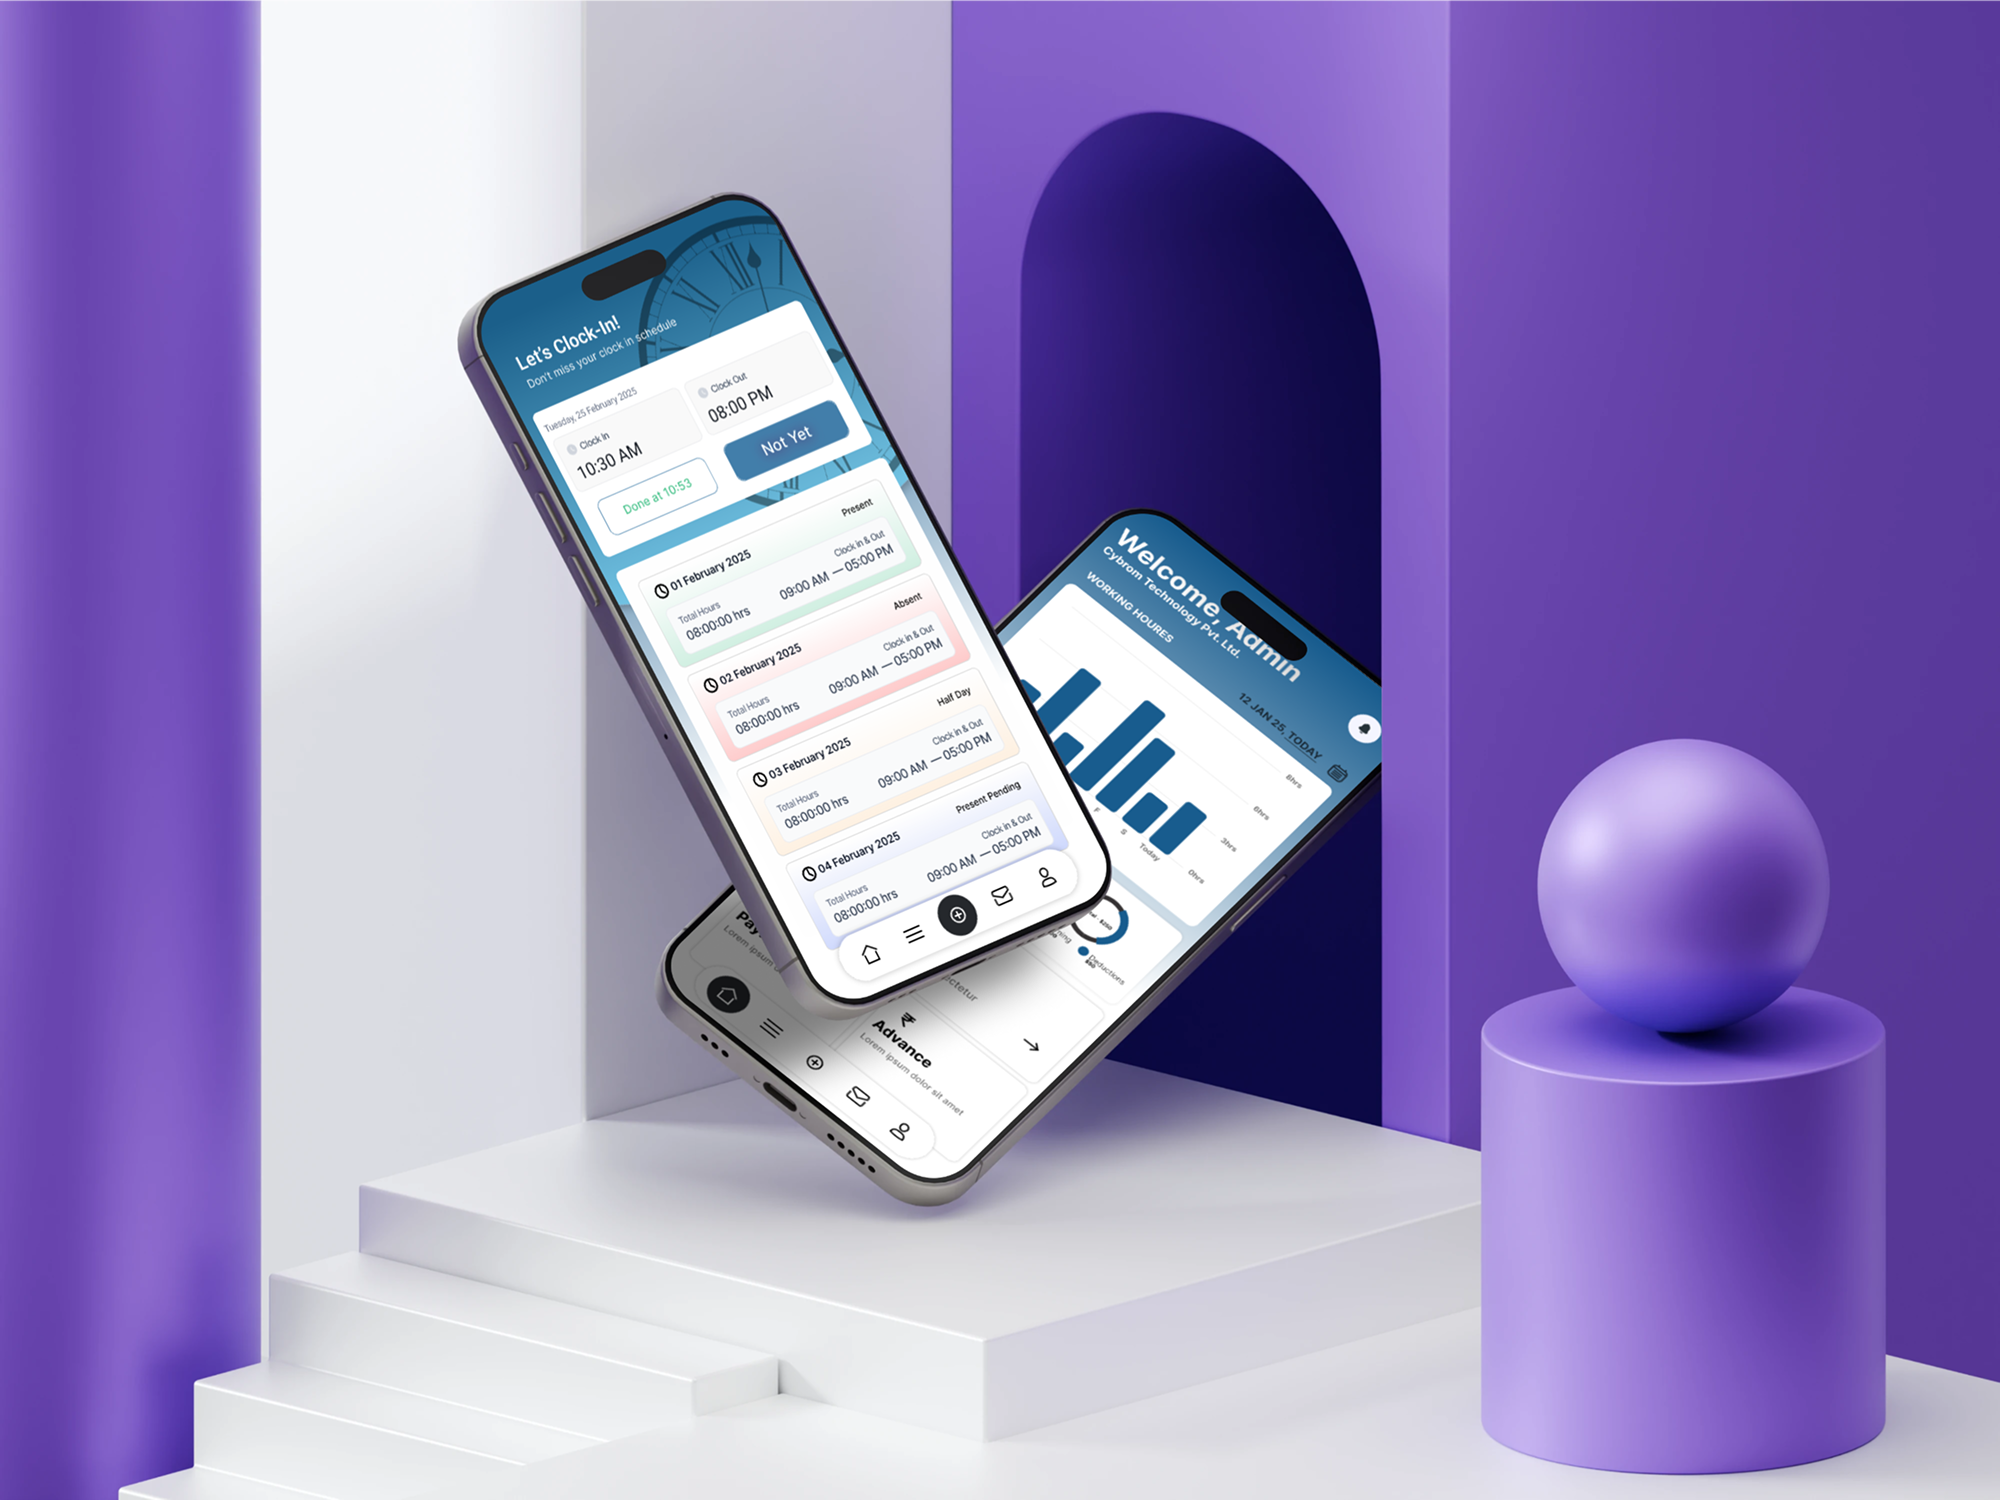 Let's Clock-In!
Don't miss your clock in schedule
Tuesday, 25 February 2025
Clock In
10:30 AM
Clock Out
08:00 PM
Done at 10:53
Not Yet
Present
01 February 2025
Total Hours
08:00:00 hrs
Clock in & Out
09:00 AM — 05:00 PM
Absent
02 February 2025
Total Hours
08:00:00 hrs
Clock in & Out
09:00 AM — 05:00 PM
Half Day
03 February 2025
Total Hours
08:00:00 hrs
Clock in & Out
09:00 AM — 05:00 PM
Present Pending
04 February 2025
Total Hours
08:00:00 hrs
Clock in & Out
09:00 AM — 05:00 PM
Welcome, Admin
Cybrom Technology Pvt. Ltd.
WORKING HOURES
12 JAN 25, TODAY
8hrs
6hrs
3hrs
0hrs
F
S
Today
Deductions
Lorem ipsum
₹
Advance
Lorem ipsum dolor sit amet